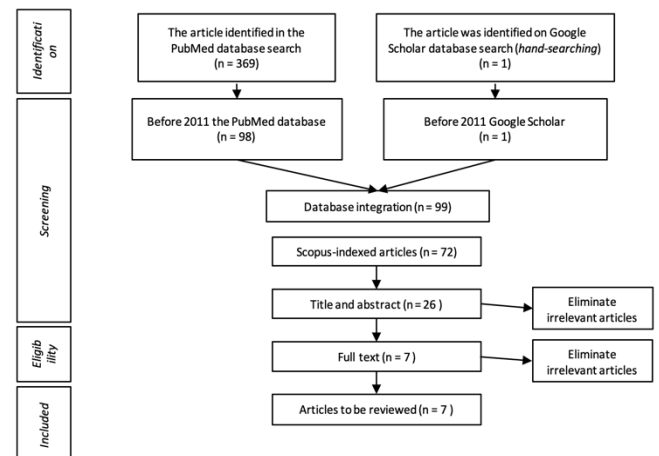 Identificati
on
The article identified in the
PubMed database search
(n = 369)
The article was identified on Google
Scholar database search (hand-searching)
(n = 1)
Screening
Before 2011 the PubMed database
(n = 98)
Before 2011 Google Scholar
(n = 1)
Database integration (n = 99)
Scopus-indexed articles (n = 72)
Title and abstract (n = 26 )
Eliminate
irrelevant articles
Eligib
ility
Full text (n = 7 )
Eliminate
irrelevant articles
Included
Articles to be reviewed (n = 7 )